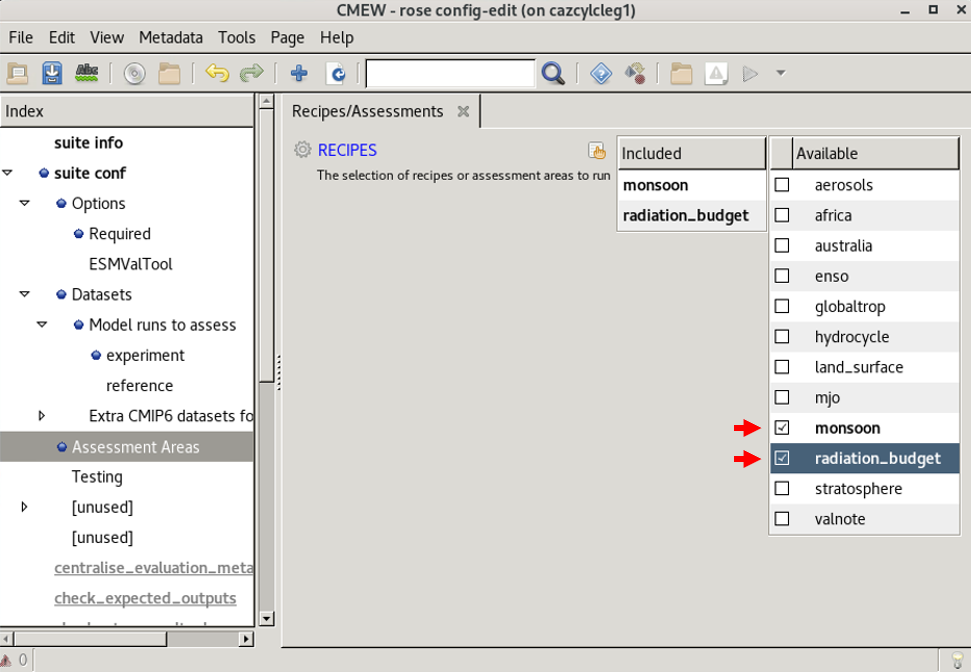 CMEW - rose config-edit (on cazcylcleg1)
File Edit View Metadata Tools Page Help
Abc
Index
suite info
suite conf
Options
Required
ESMValTool
Datasets
Model runs to assess
experiment
reference
Extra CMIP6 datasets fo
Assessment Areas
Testing
[unused]
[unused]
centralise_evaluation_meta
check_expected_outputs
0
Recipes/Assessments
RECIPES
The selection of recipes or assessment areas to run
Included
monsoon
radiation_budget
Available
aerosols
africa
australia
enso
globaltrop
hydrocycle
land_surface
mjo
monsoon
radiation_budget
stratosphere
valnote